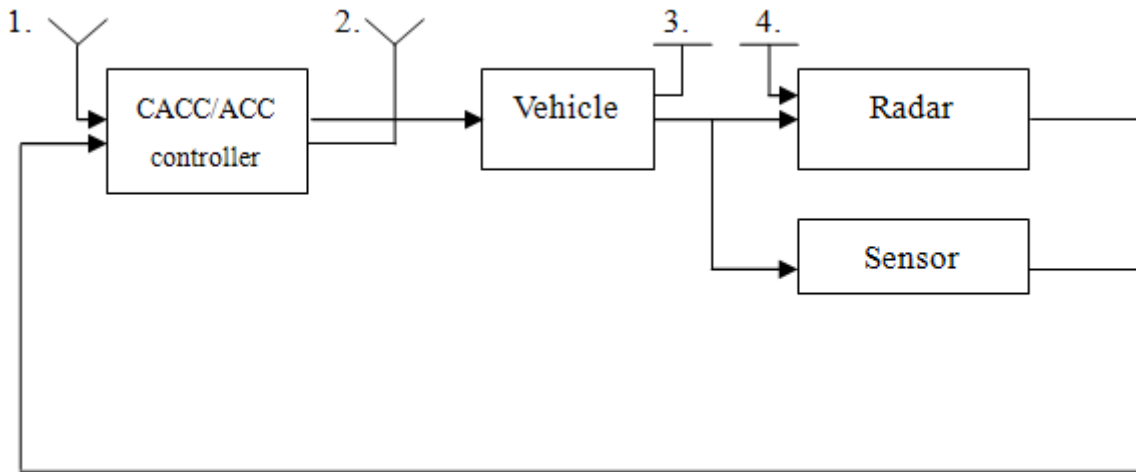 1.
2.
3.
4.
CACC/ACC
controller
Vehicle
Radar
Sensor